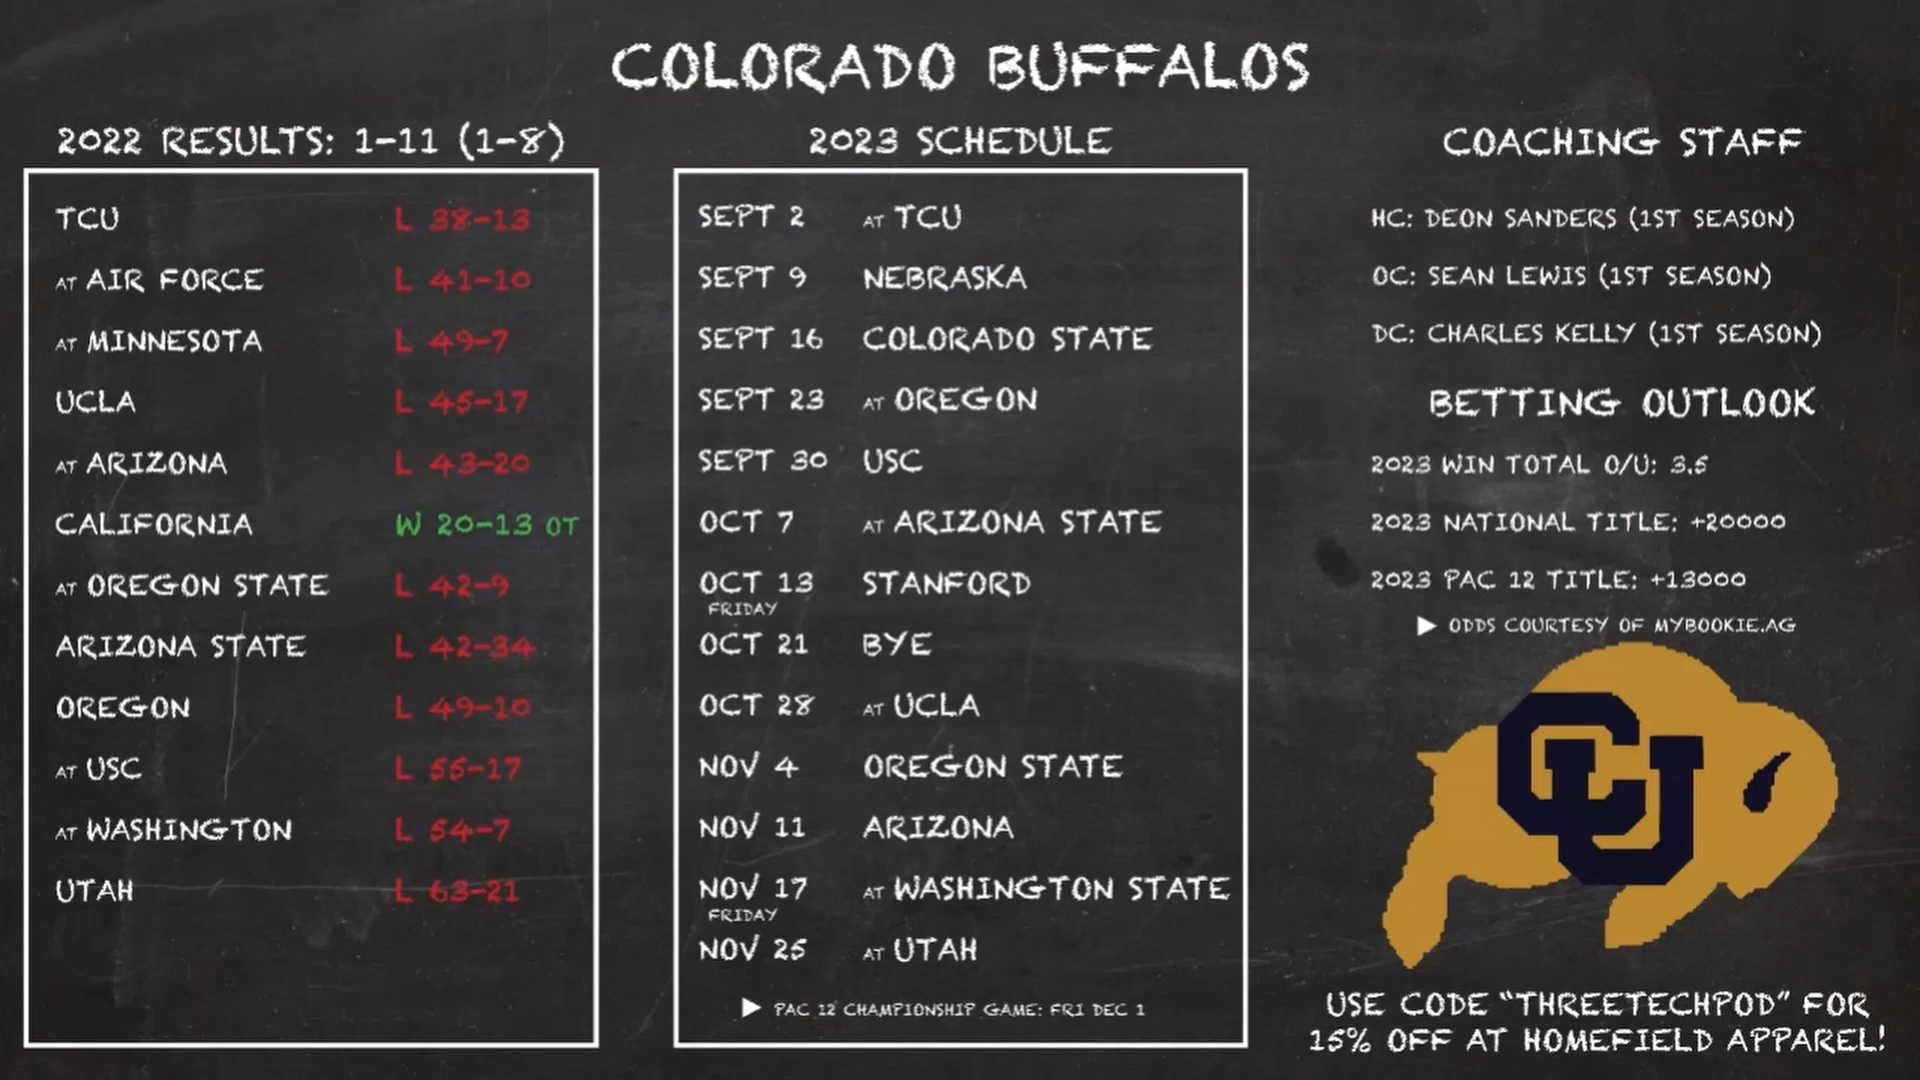 COLORADO BUFFALOS
2022 RESULTS: 1-11 (1-8)
TCU L 38-13
AT AIR FORCE L 41-10
AT MINNESOTA L 49-7
UCLA L 45-17
AT ARIZONA L 43-20
CALIFORNIA W 20-13 OT
AT OREGON STATE L 42-9
ARIZONA STATE L 42-34
OREGON L 49-10
AT USC L 55-17
AT WASHINGTON L 54-7
UTAH L 63-21
2023 SCHEDULE
SEPT 2 AT TCU
SEPT 9 NEBRASKA
SEPT 16 COLORADO STATE
SEPT 23 AT OREGON
SEPT 30 USC
OCT 7 AT ARIZONA STATE
OCT 13 STANFORD
FRIDAY
OCT 21 BYE
OCT 28 AT UCLA
NOV 4 OREGON STATE
NOV 11 ARIZONA
NOV 17 AT WASHINGTON STATE
FRIDAY
NOV 25 AT UTAH
▶ PAC 12 CHAMPIONSHIP GAME: FRI DEC 1
COACHING STAFF
HC: DEON SANDERS (1ST SEASON)
OC: SEAN LEWIS (1ST SEASON)
DC: CHARLES KELLY (1ST SEASON)
BETTING OUTLOOK
2023 WIN TOTAL O/U: 3.5
2023 NATIONAL TITLE: +20000
2023 PAC 12 TITLE: +13000
▶ ODDS COURTESY OF MYBOOKIE.AG
CU
USE CODE "THREETECHPOD" FOR
15% OFF AT HOMEFIELD APPAREL!